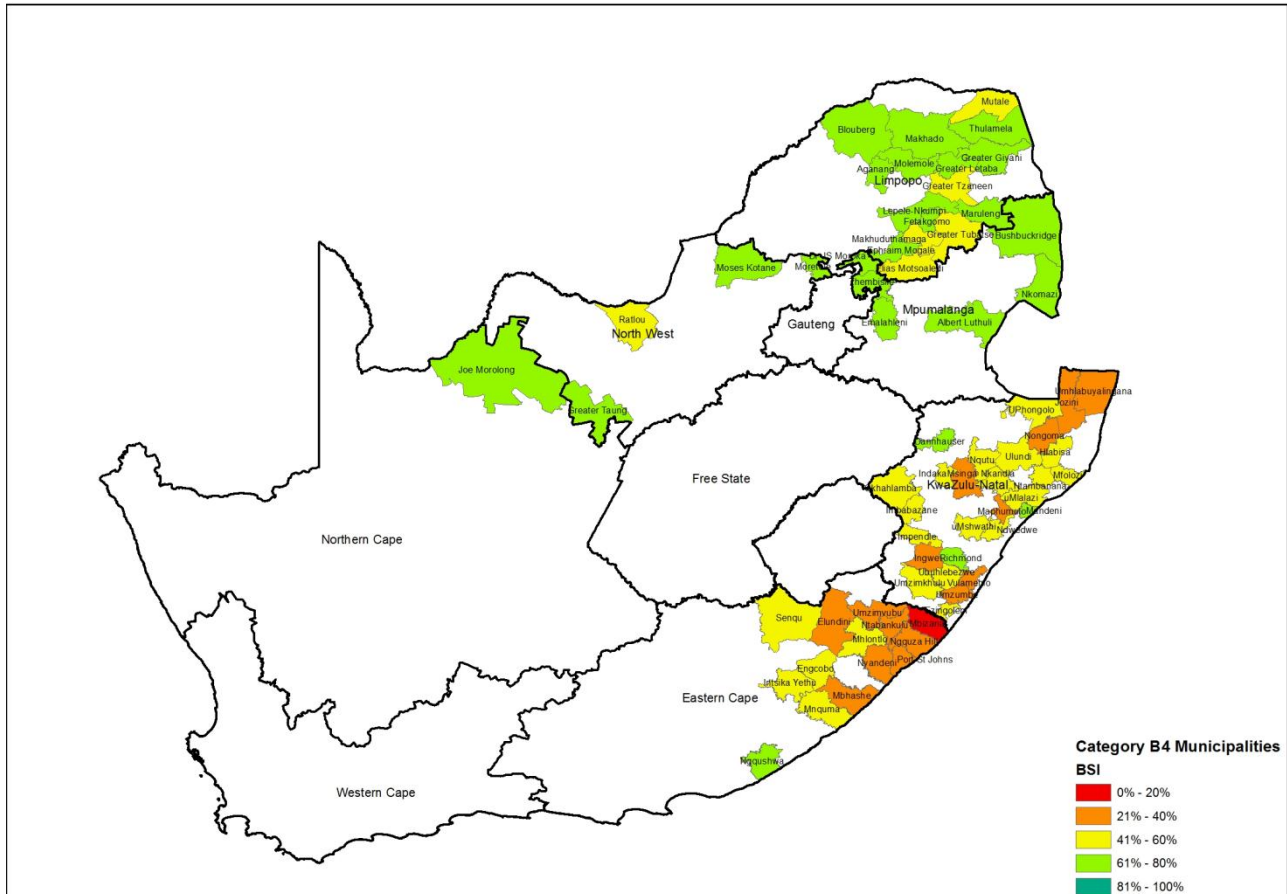 Mutale
Blouberg
Makhado
Thulamela
Greater Giyani
Molemole
Aganang
Greater Letaba
Limpopo
Greater Tzaneen
Lepele-Nkumpi
Maruleng
Fetakgomo
Greater Tubatse
Bushbuckridge
Makhuduthamaga
Ephraim Mogale
Moses Kotane
Elias Motsoaledi
Nkomazi
Mpumalanga
Ratlou
North West
Gauteng
Emalahleni
Albert Luthuli
Joe Morolong
Greater Taung
Umhlabuyalingana
Jozini
UPhongolo
Nongoma
Dannhauser
Hlabisa
Ulundi
Nqutu
Free State
Indaka
Msinga
Nkandla
Mfolozi
KwaZulu-Natal
Ntambanana
uMlalazi
Imbabazane
Maphumulo
Mandeni
uMshwathi
Ndwedwe
Impendle
Northern Cape
Ingwe
Richmond
Ubuhlebezwe
Umzimkhulu
Vulamehlo
Umzumbe
Ezingoleni
Senqu
Elundini
Umzimvubu
Ntabankulu
Mbizana
Mhlontlo
Ngquza Hill
Nyandeni
Port St Johns
Engcobo
Intsika Yethu
Eastern Cape
Mbhashe
Mnquma
Ngqushwa
Western Cape
Category B4 Municipalities
BSI
0% - 20%
21% - 40%
41% - 60%
61% - 80%
81% - 100%